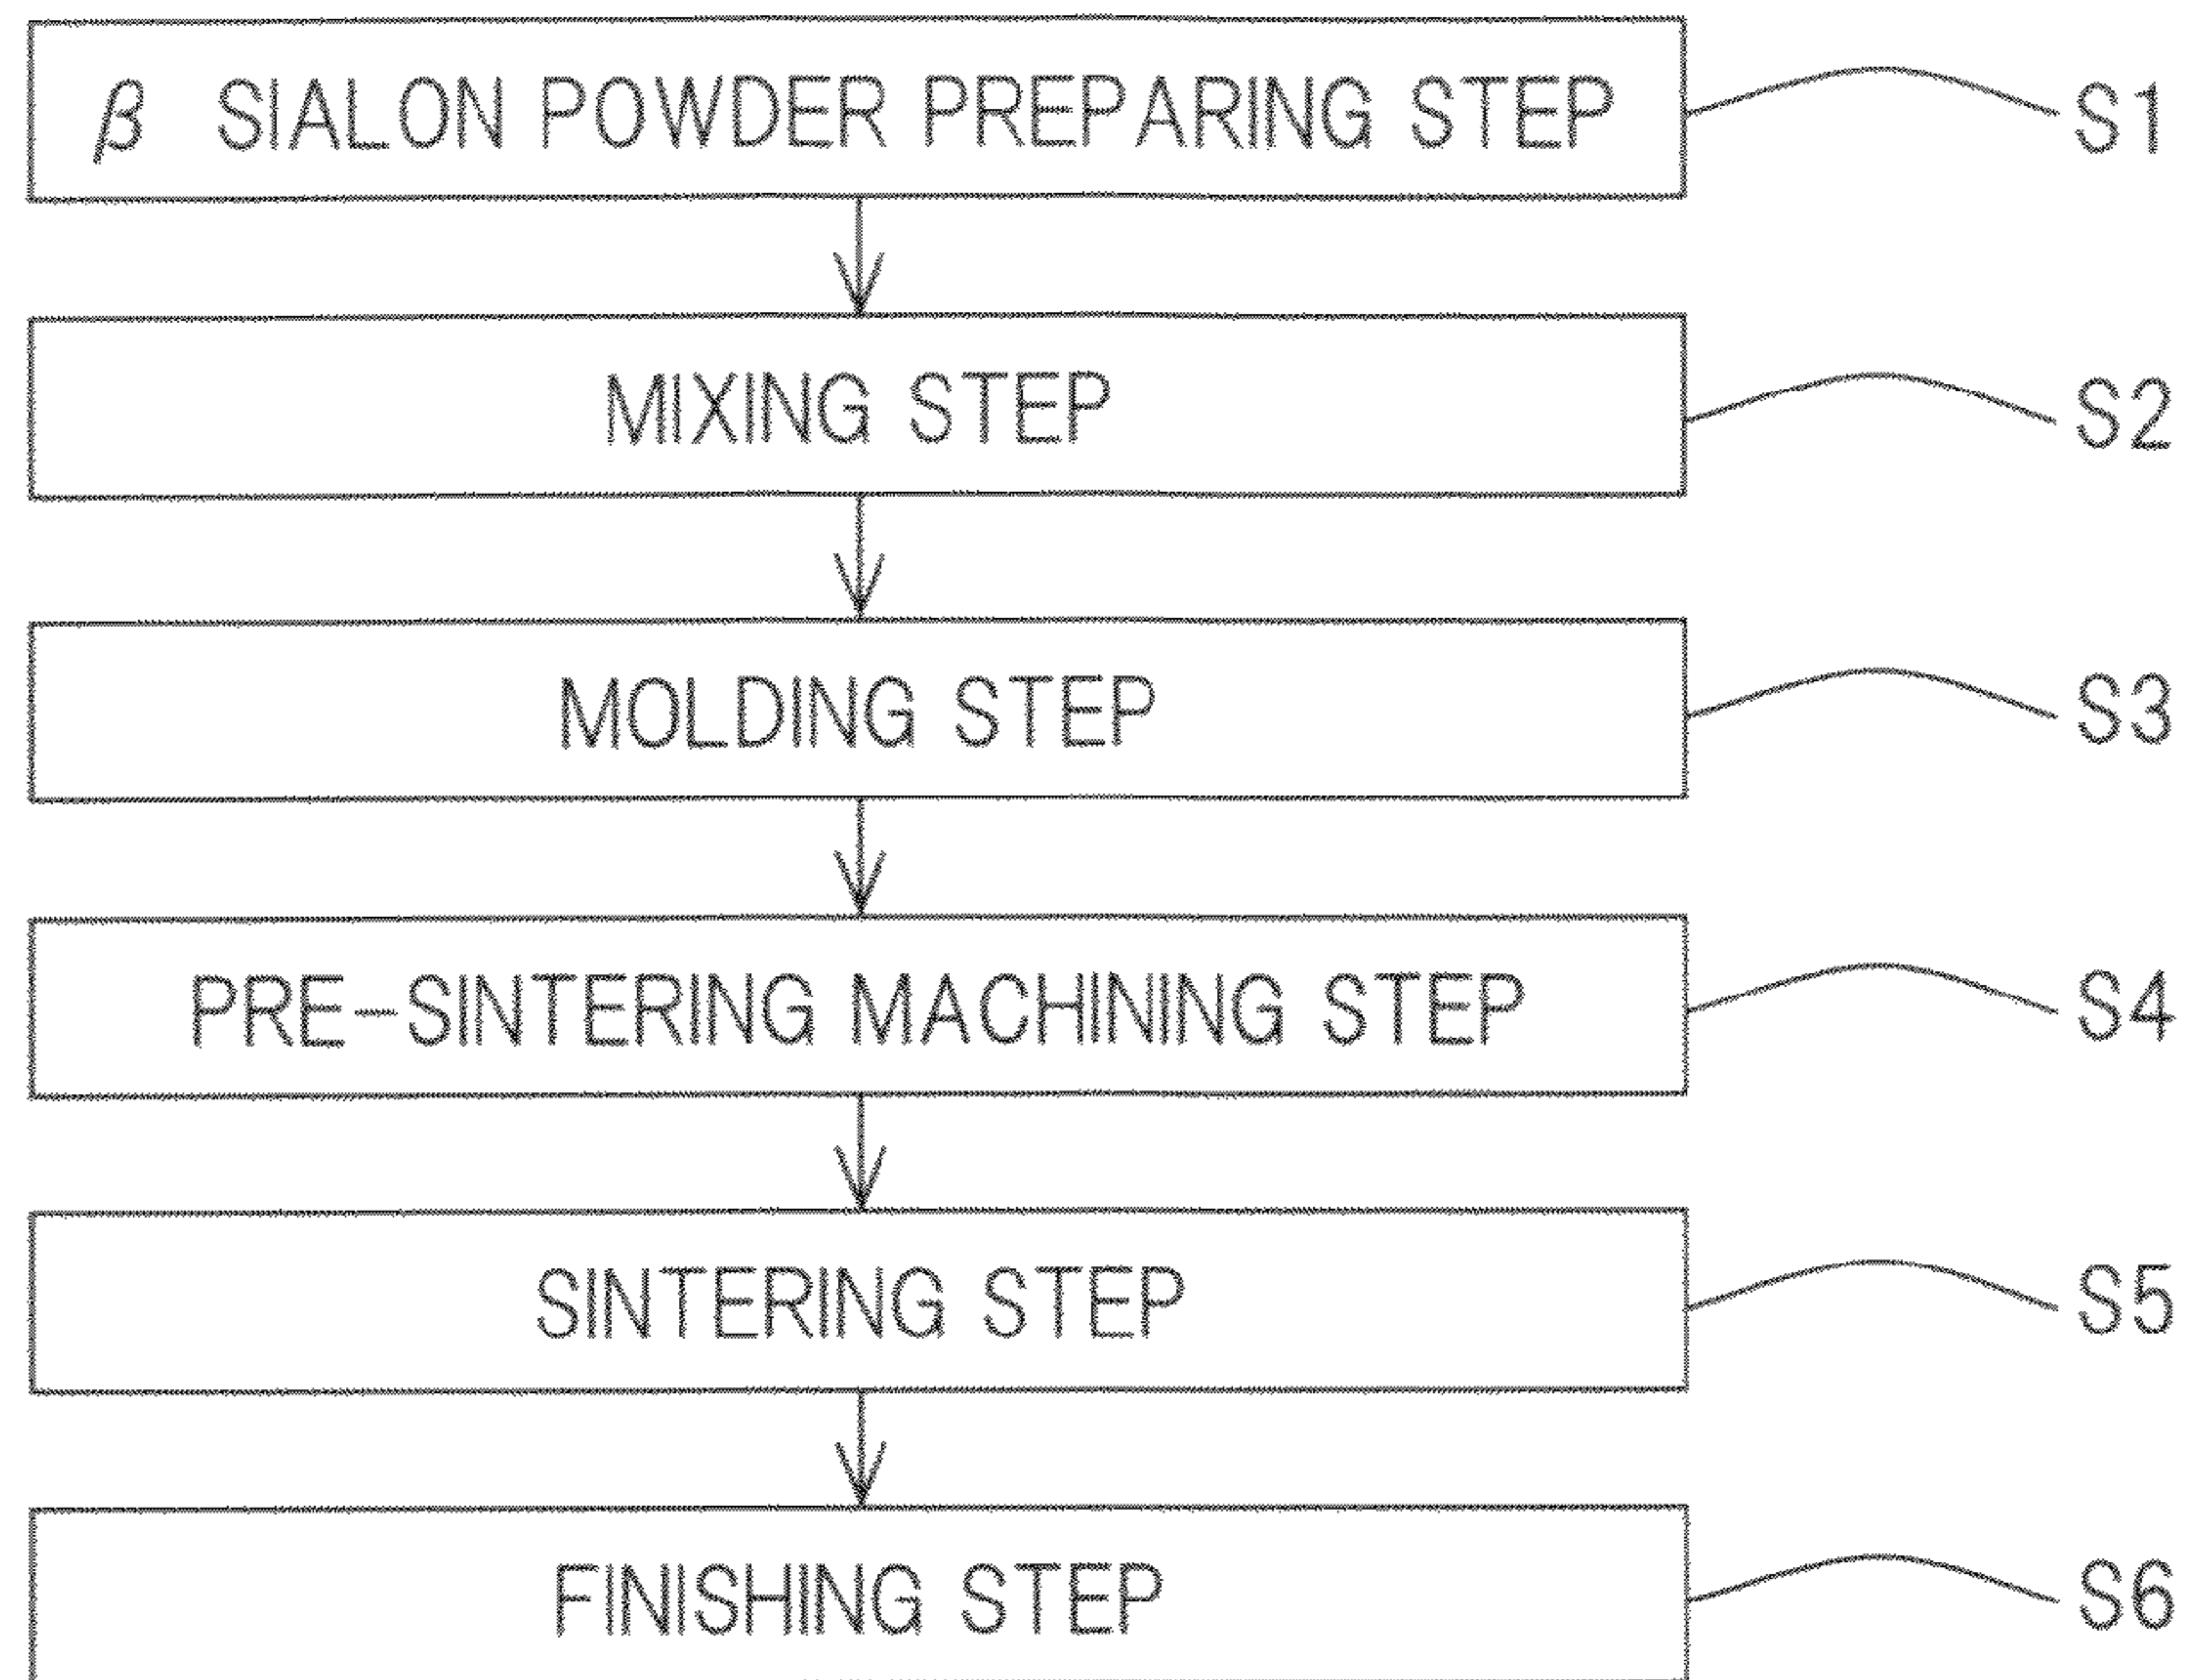 β SIALON POWDER PREPARING STEP S1
MIXING STEP S2
MOLDING STEP S3
PRE-SINTERING MACHINING STEP S4
SINTERING STEP S5
FINISHING STEP S6